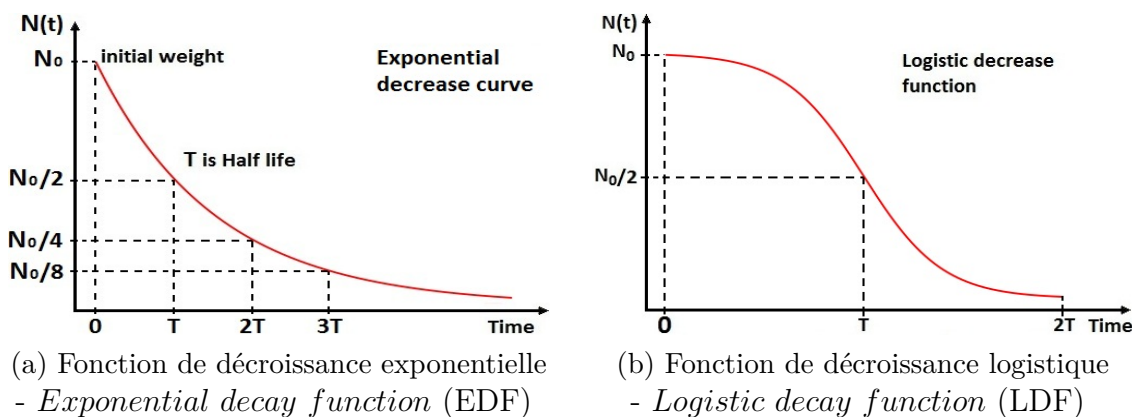 N(t)
N₀
initial weight
Exponential
decrease curve
T is Half life
N₀/2
N₀/4
N₀/8
0 T 2T 3T Time
(a) Fonction de décroissance exponentielle
- Exponential decay function (EDF)
N(t)
N₀
Logistic decrease
function
N₀/2
0 T 2T Time
(b) Fonction de décroissance logistique
- Logistic decay function (LDF)